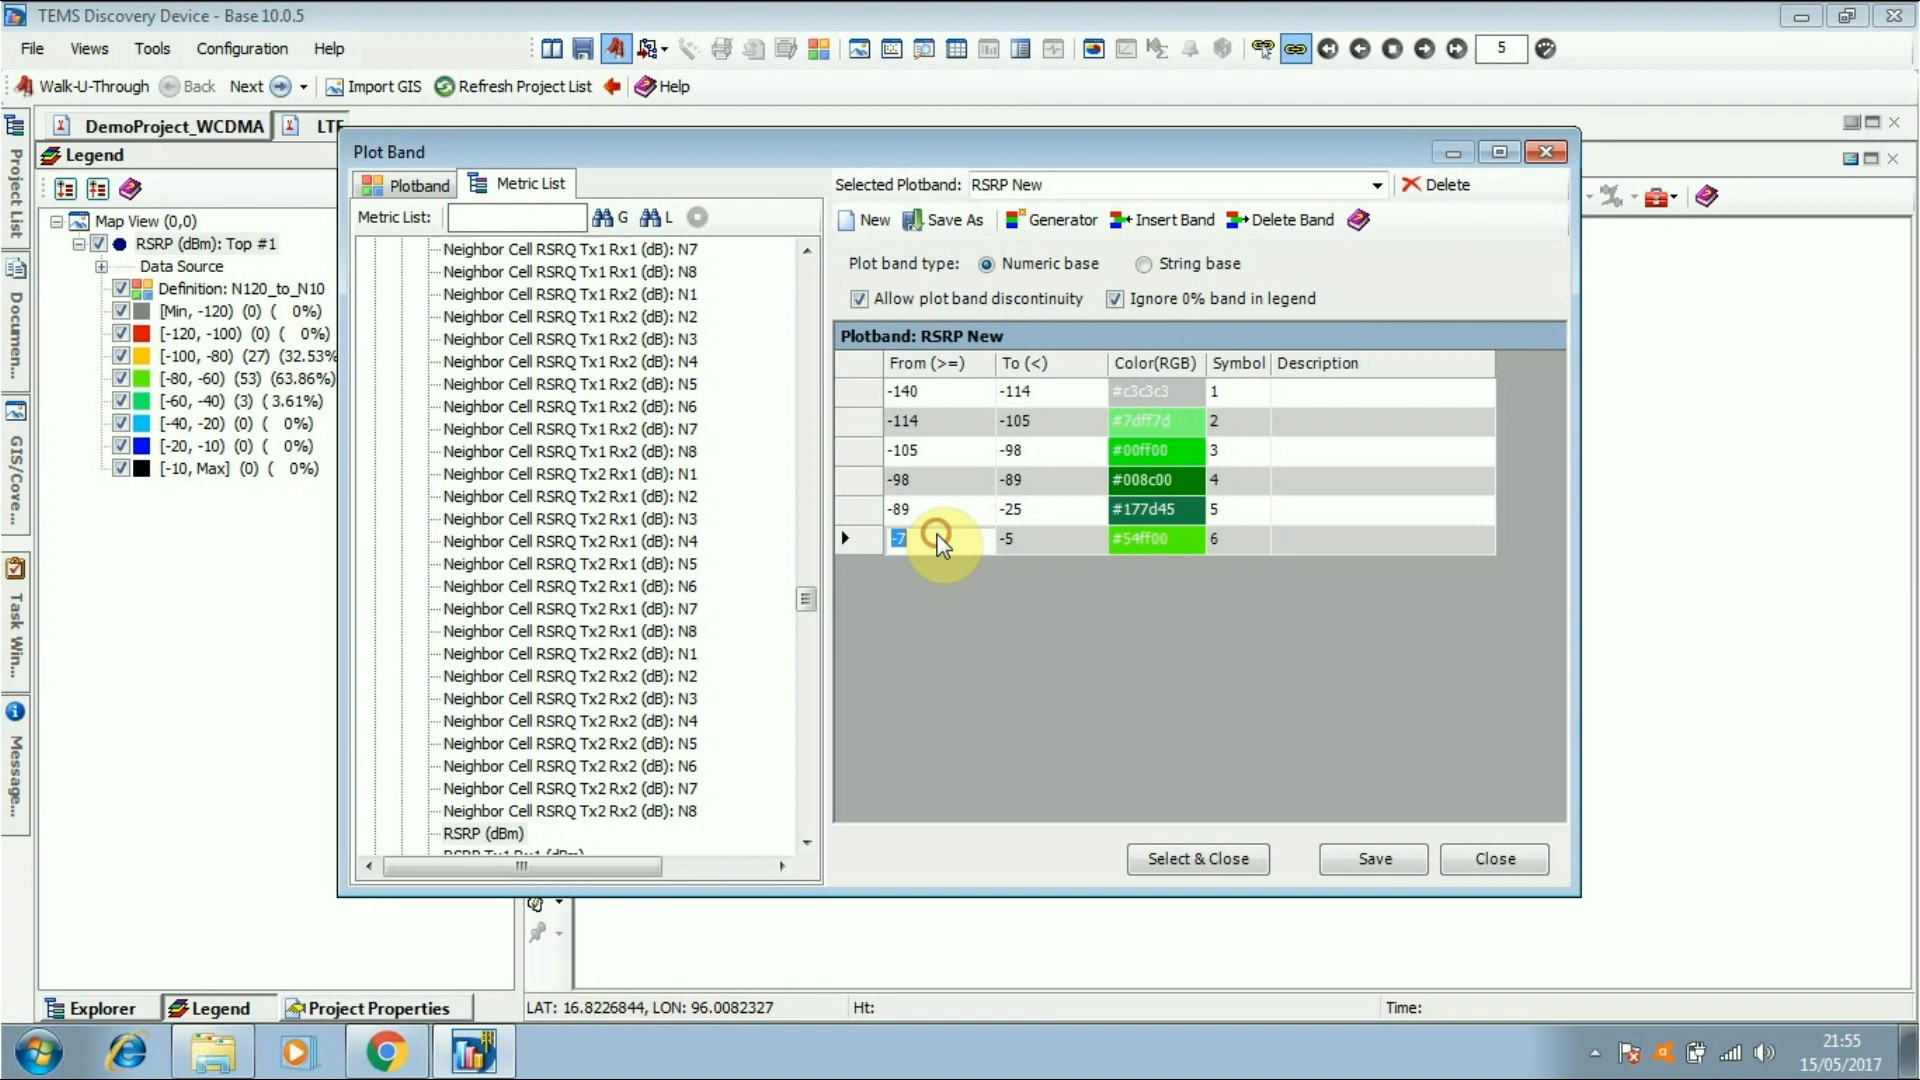 TEMS Discovery Device - Base 10.0.5
File Views Tools Configuration Help
5
Walk-U-Through Back Next Import GIS Refresh Project List Help
Project List
Documen...
GIS/Cove...
Task Win...
Message...
DemoProject_WCDMA
Legend
Map View (0,0)
RSRP (dBm): Top #1
Data Source
Definition: N120_to_N10
[Min, -120) (0) ( 0%)
[-120, -100) (0) ( 0%)
[-100, -80) (27) (32.53%
[-80, -60) (53) (63.86%)
[-60, -40) (3) ( 3.61%)
[-40, -20) (0) ( 0%)
[-20, -10) (0) ( 0%)
[-10, Max] (0) ( 0%)
Plot Band
Plotband Metric List
Metric List: G L
Neighbor Cell RSRQ Tx1 Rx1 (dB): N7
Neighbor Cell RSRQ Tx1 Rx1 (dB): N8
Neighbor Cell RSRQ Tx1 Rx2 (dB): N1
Neighbor Cell RSRQ Tx1 Rx2 (dB): N2
Neighbor Cell RSRQ Tx1 Rx2 (dB): N3
Neighbor Cell RSRQ Tx1 Rx2 (dB): N4
Neighbor Cell RSRQ Tx1 Rx2 (dB): N5
Neighbor Cell RSRQ Tx1 Rx2 (dB): N6
Neighbor Cell RSRQ Tx1 Rx2 (dB): N7
Neighbor Cell RSRQ Tx1 Rx2 (dB): N8
Neighbor Cell RSRQ Tx2 Rx1 (dB): N1
Neighbor Cell RSRQ Tx2 Rx1 (dB): N2
Neighbor Cell RSRQ Tx2 Rx1 (dB): N3
Neighbor Cell RSRQ Tx2 Rx1 (dB): N4
Neighbor Cell RSRQ Tx2 Rx1 (dB): N5
Neighbor Cell RSRQ Tx2 Rx1 (dB): N6
Neighbor Cell RSRQ Tx2 Rx1 (dB): N7
Neighbor Cell RSRQ Tx2 Rx1 (dB): N8
Neighbor Cell RSRQ Tx2 Rx2 (dB): N1
Neighbor Cell RSRQ Tx2 Rx2 (dB): N2
Neighbor Cell RSRQ Tx2 Rx2 (dB): N3
Neighbor Cell RSRQ Tx2 Rx2 (dB): N4
Neighbor Cell RSRQ Tx2 Rx2 (dB): N5
Neighbor Cell RSRQ Tx2 Rx2 (dB): N6
Neighbor Cell RSRQ Tx2 Rx2 (dB): N7
Neighbor Cell RSRQ Tx2 Rx2 (dB): N8
RSRP (dBm)
Selected Plotband: RSRP New Delete
New Save As Generator Insert Band Delete Band
Plot band type: Numeric base String base
Allow plot band discontinuity Ignore 0% band in legend
Plotband: RSRP New
From (>=) To (<) Color(RGB) Symbol Description
-140 -114 #c3c3c3 1
-114 -105 #7dff7d 2
-105 -98 #00ff00 3
-98 -89 #008c00 4
-89 -25 #177d45 5
-7 -5 #54ff00 6
Select & Close Save Close
Explorer Legend Project Properties
LAT: 16.8226844, LON: 96.0082327 Ht: Time:
21:55
15/05/2017